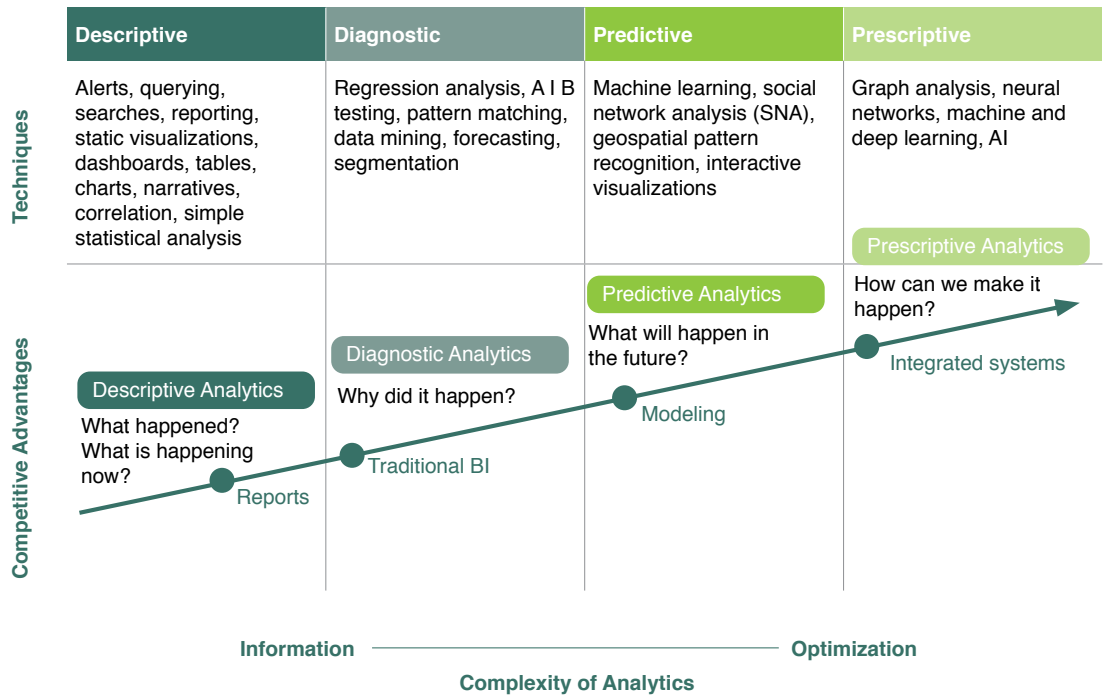 Descriptive
Diagnostic
Predictive
Prescriptive
Techniques
Alerts, querying,
searches, reporting,
static visualizations,
dashboards, tables,
charts, narratives,
correlation, simple
statistical analysis
Regression analysis, A I B
testing, pattern matching,
data mining, forecasting,
segmentation
Machine learning, social
network analysis (SNA),
geospatial pattern
recognition, interactive
visualizations
Graph analysis, neural
networks, machine and
deep learning, AI
Competitive Advantages
Descriptive Analytics
What happened?
What is happening
now?
Reports
Diagnostic Analytics
Why did it happen?
Traditional BI
Predictive Analytics
What will happen in
the future?
Modeling
Prescriptive Analytics
How can we make it
happen?
Integrated systems
Information
Optimization
Complexity of Analytics